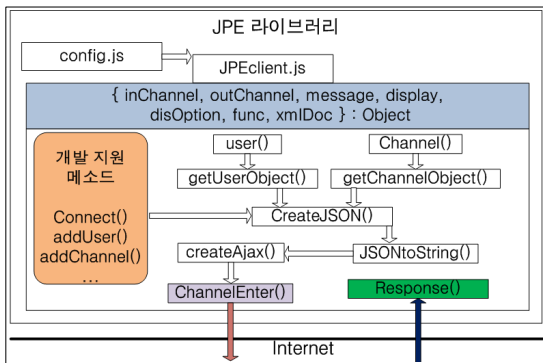 JPE 라이브러리
config.js
JPEclient.js
{ inChannel, outChannel, message, display,
disOption, func, xmlDoc } : Object
개발 지원
메소드
Connect()
addUser()
addChannel()
...
user()
Channel()
getUserObject()
getChannelObject()
CreateJSON()
createAjax()
JSONtoString()
ChannelEnter()
Response()
Internet